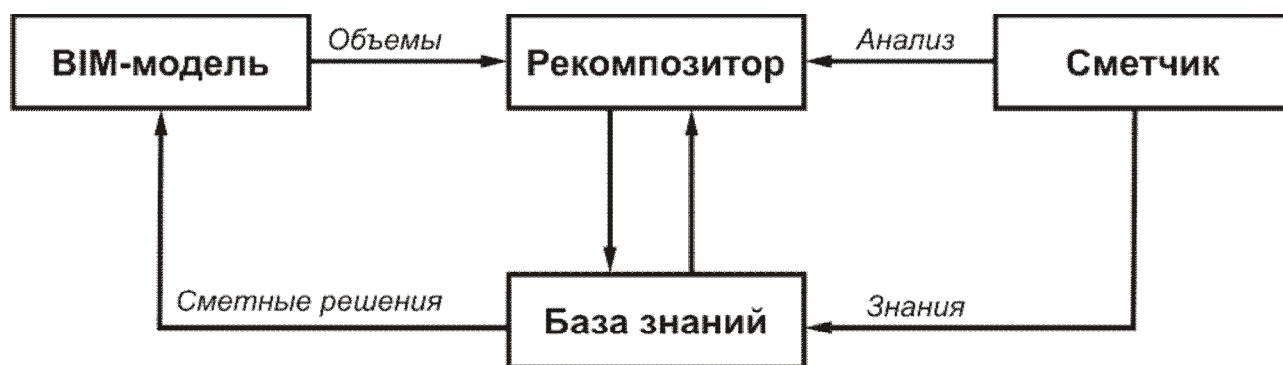 BIM-модель
Объемы
Рекомпозитор
Анализ
Сметчик
Сметные решения
База знаний
Знания